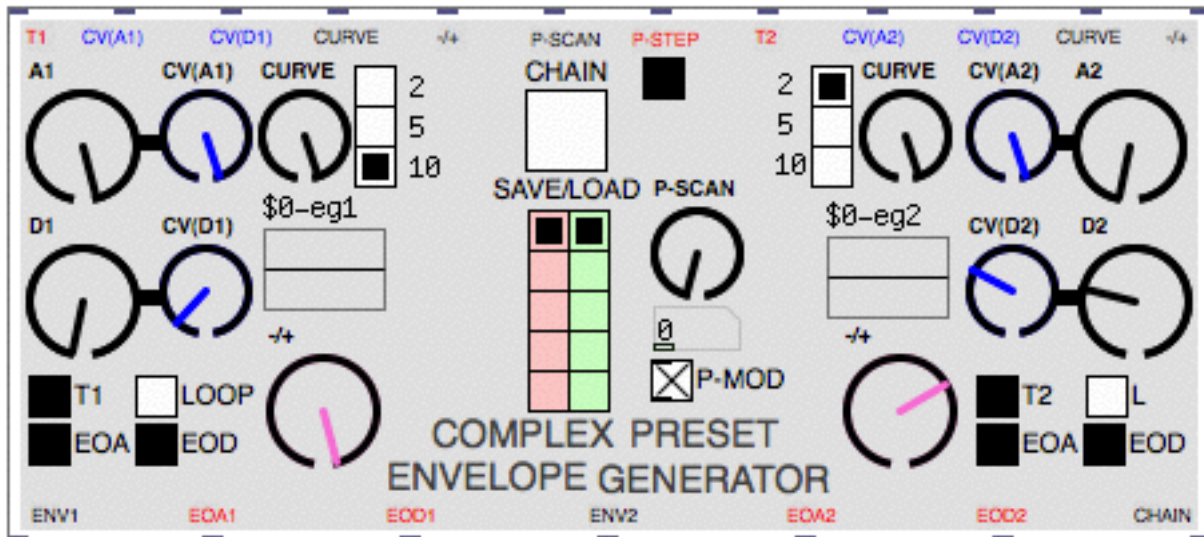 T1 CV(A1) CV(D1) CURVE -/+ P-SCAN P-STEP T2 CV(A2) CV(D2) CURVE -/+
A1 CV(A1) CURVE CHAIN CURVE CV(A2) A2
2 2
5 5
10 10
SAVE/LOAD P-SCAN
$0-eg1 $0-eg2
D1 CV(D1) CV(D2) D2
0
-/+ -/+
P-MOD
T1 LOOP T2 L
EOA EOD EOA EOD
COMPLEX PRESET
ENVELOPE GENERATOR
ENV1 EOA1 EOD1 ENV2 EOA2 EOD2 CHAIN